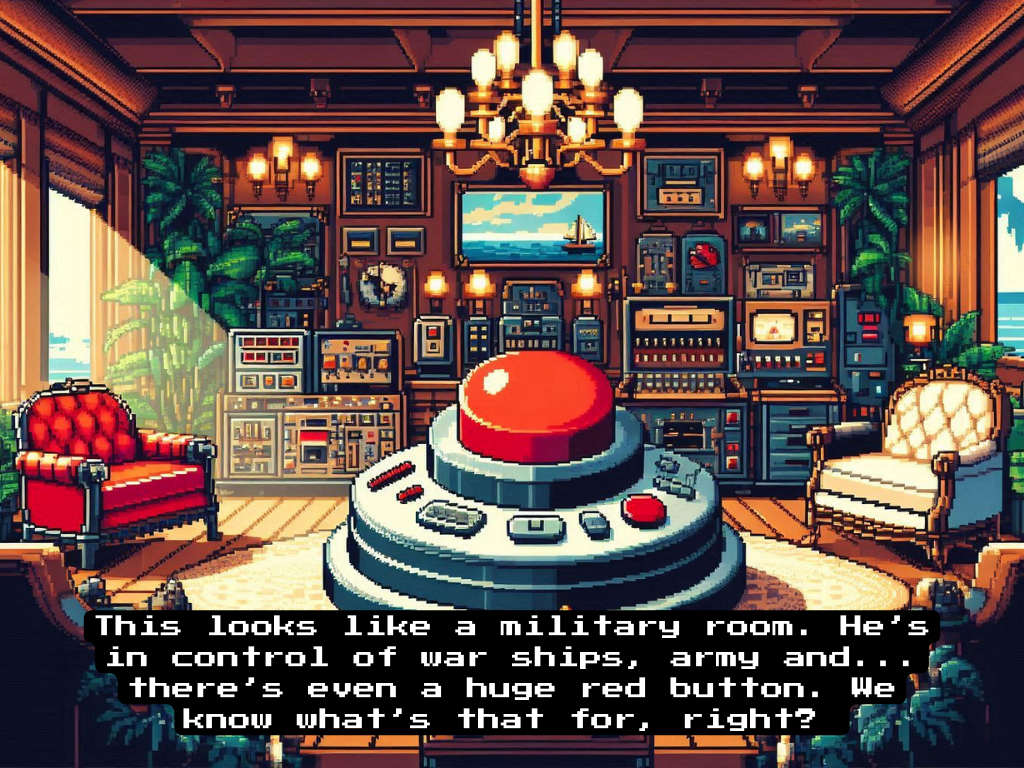 This looks like a military room. He's
in control of war ships, army and...
there's even a huge red button. We
know what's that for, right?